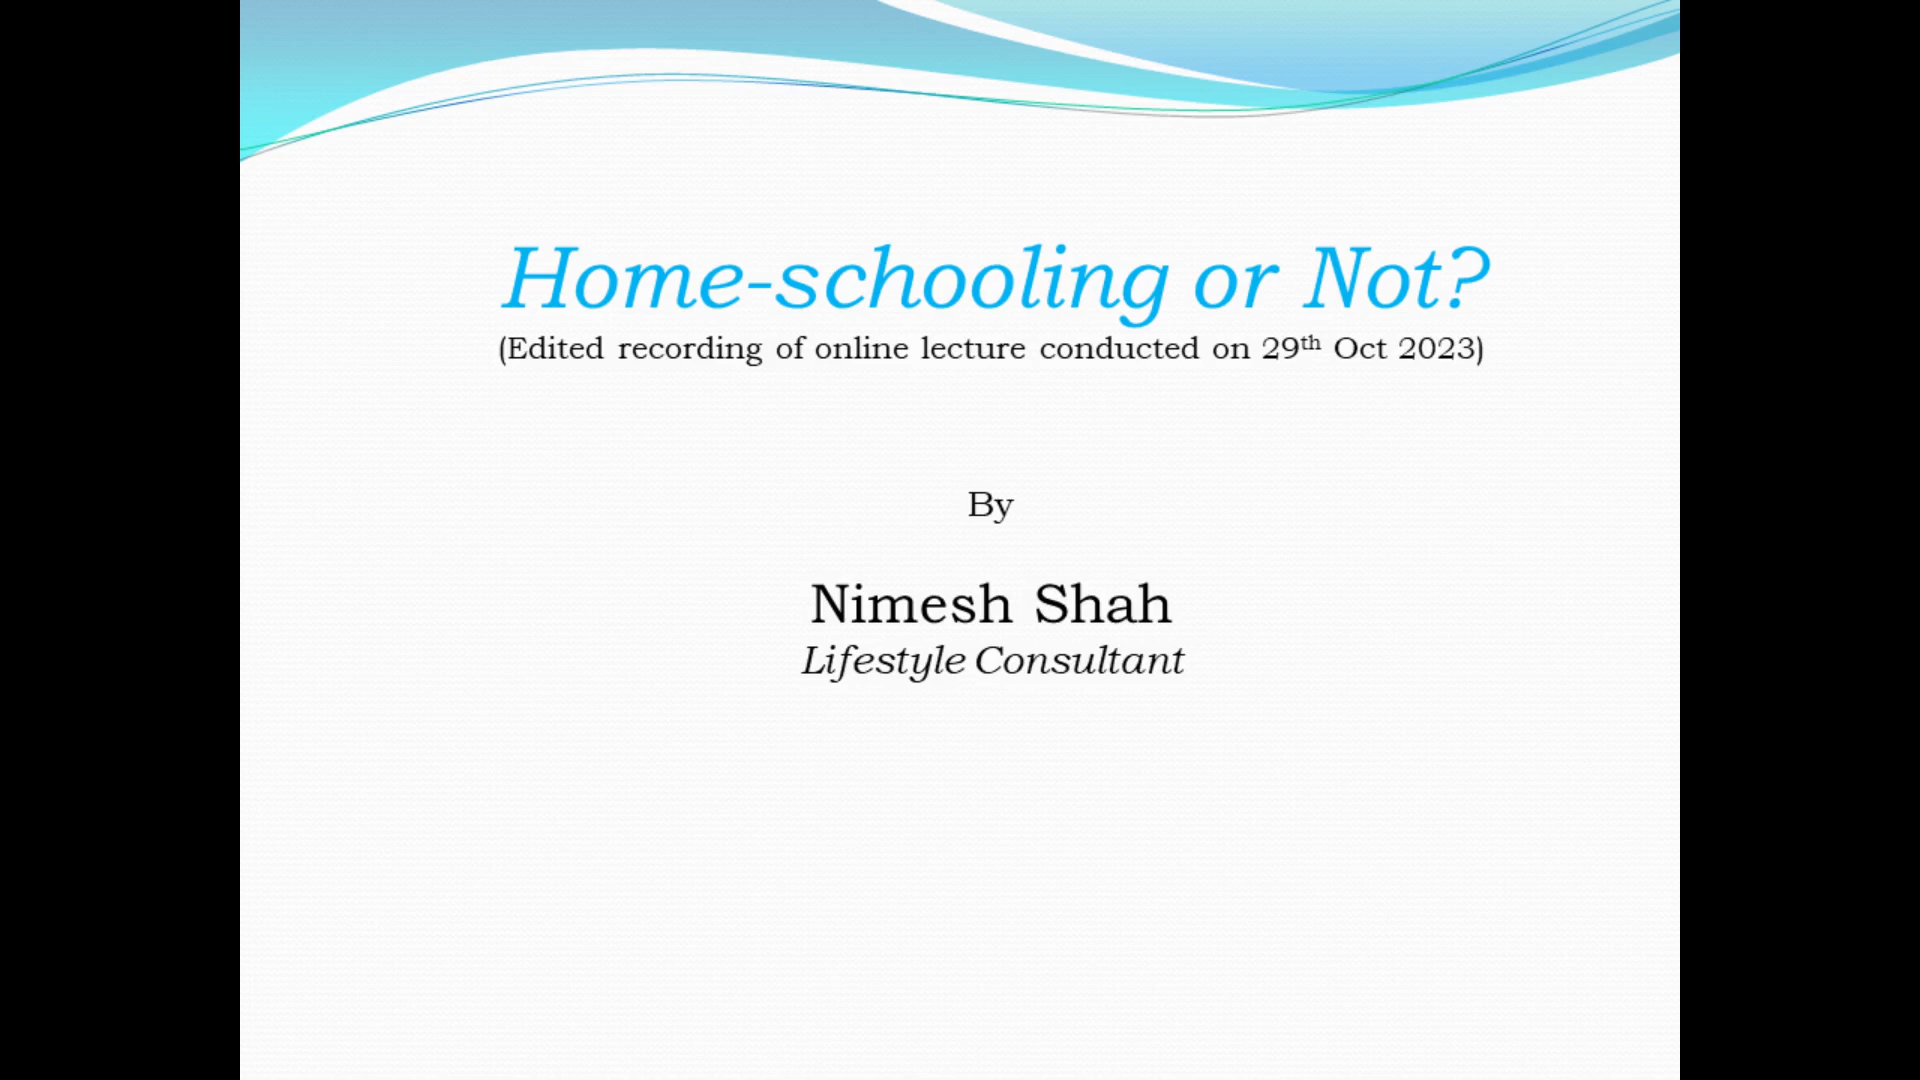 Home-schooling or Not?
(Edited recording of online lecture conducted on 29th Oct 2023)
By
Nimesh Shah
Lifestyle Consultant